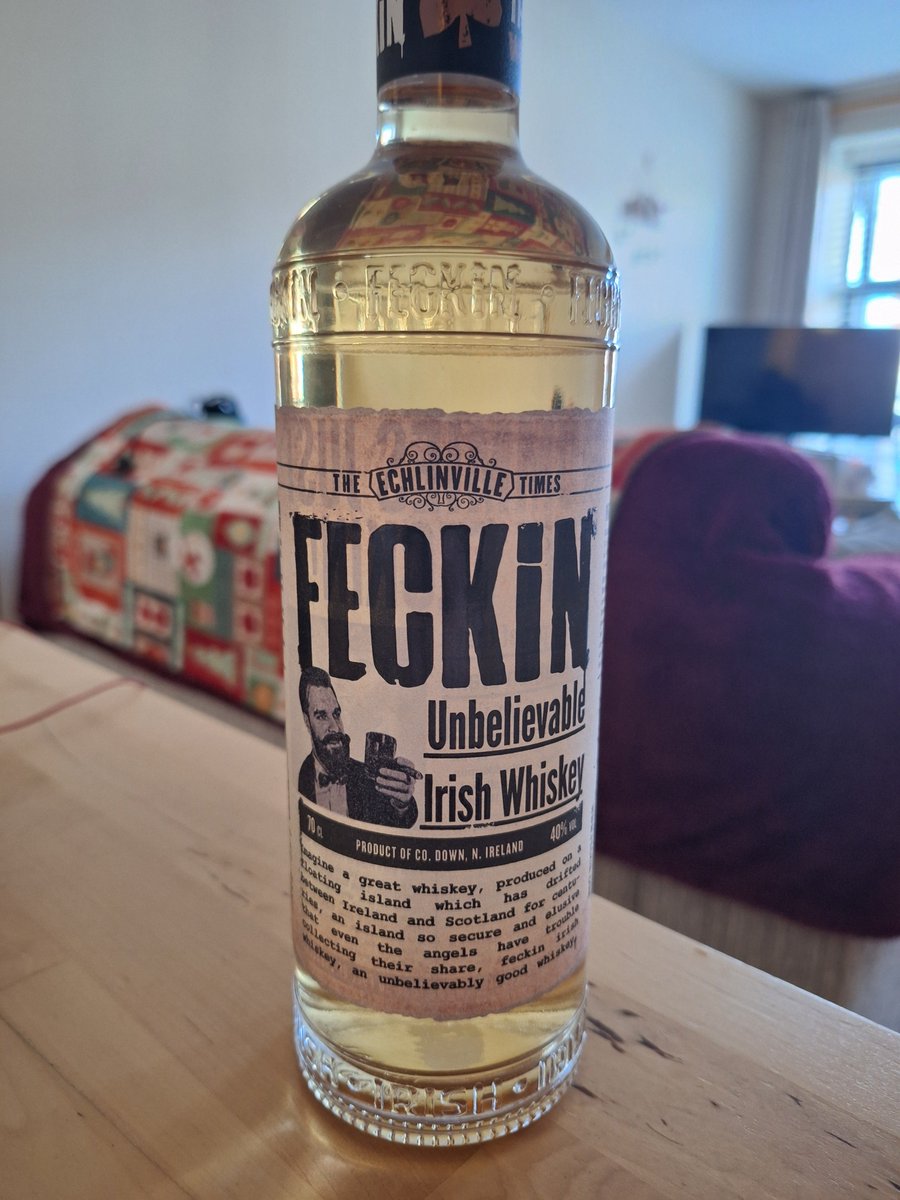 · FECKIN ·
THE ECHLINVILLE TIMES
FECKiN
Unbelievable
Irish Whiskey
70 CL PRODUCT OF CO. DOWN, N. IRELAND 40% VOL
Imagine a great whiskey, produced on a
floating island which has drifted
between Ireland and Scotland for centu-
ries, an island so secure and elusive
that even the angels have trouble
collecting their share, feckin irish
whiskey, an unbelievably good whiskey,
· IRISH ·